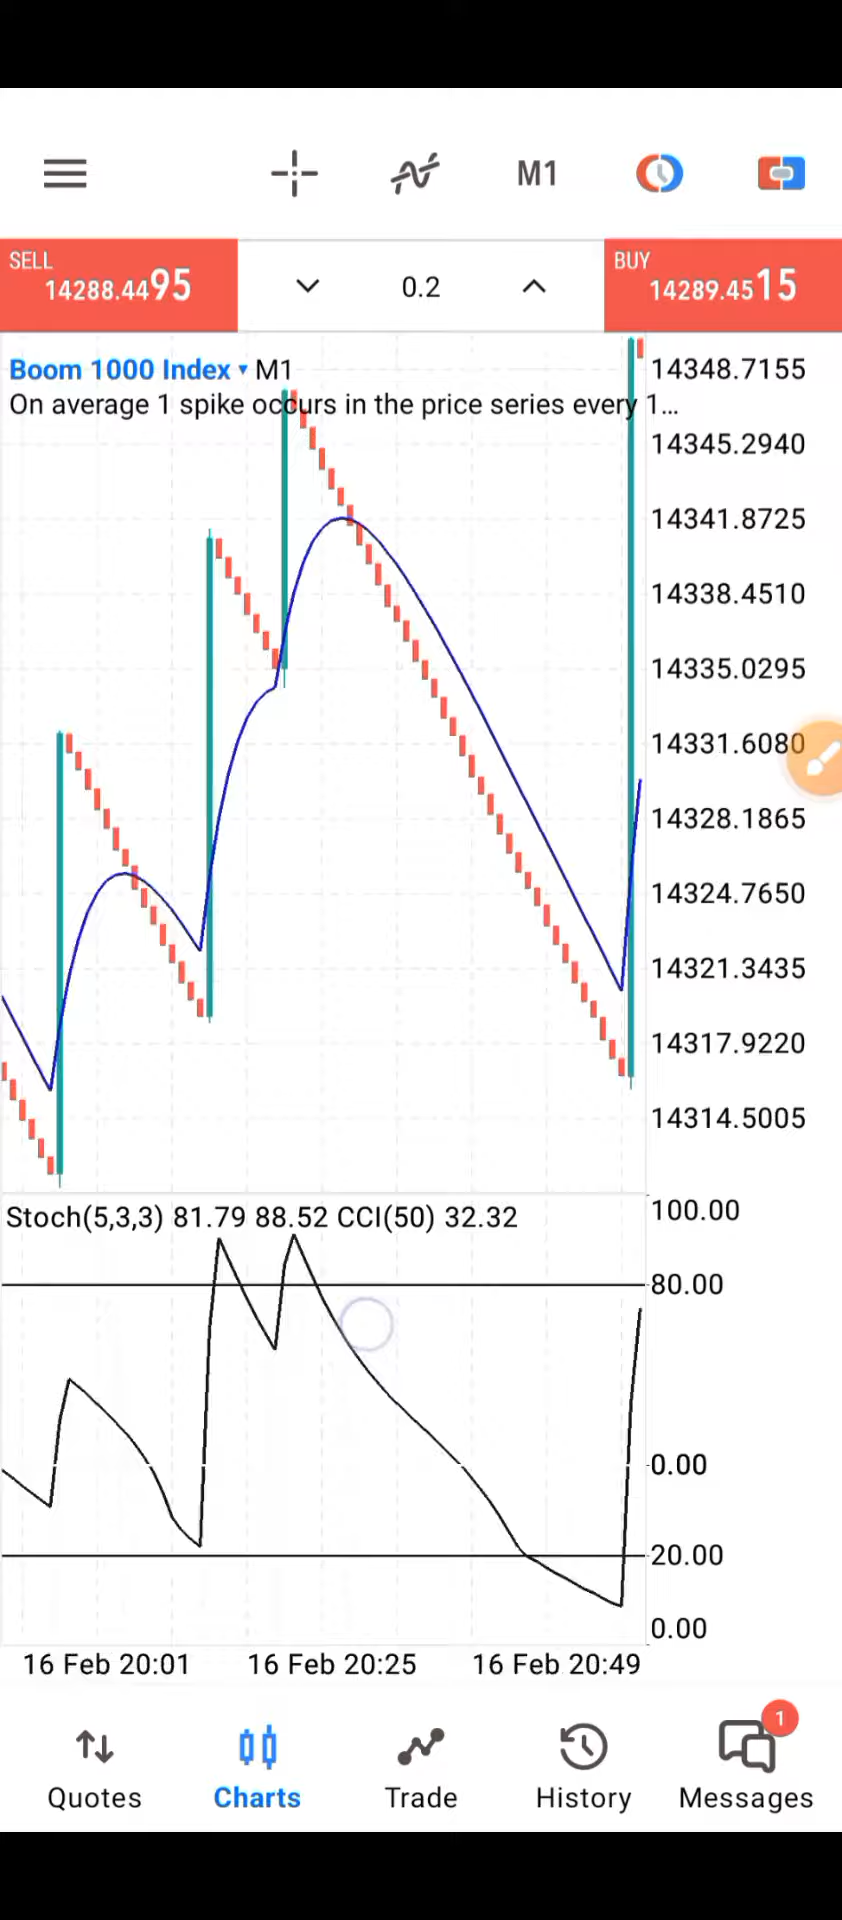 M1
SELL
14288.4495
0.2
BUY
14289.4515
Boom 1000 Index ▾ M1
On average 1 spike occurs in the price series every 1...
14348.7155
14345.2940
14341.8725
14338.4510
14335.0295
14331.6080
14328.1865
14324.7650
14321.3435
14317.9220
14314.5005
Stoch(5,3,3) 81.79 88.52 CCI(50) 32.32
100.00
80.00
0.00
20.00
0.00
16 Feb 20:01
16 Feb 20:25
16 Feb 20:49
1
Quotes
Charts
Trade
History
Messages